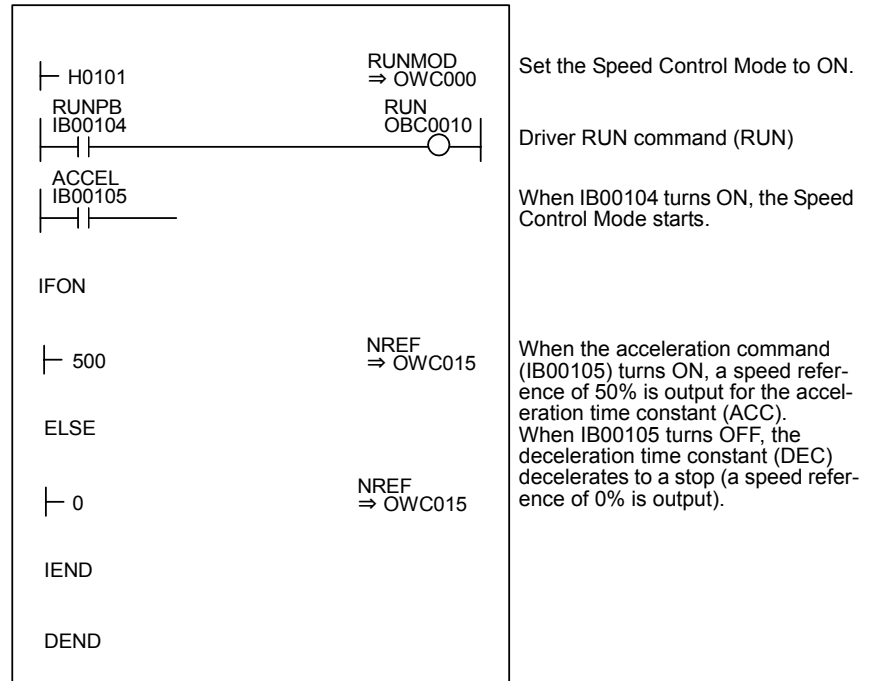 H0101 RUNMOD
⇒ OWC000
Set the Speed Control Mode to ON.
RUNPB
IB00104
RUN
OBC0010
Driver RUN command (RUN)
ACCEL
IB00105
When IB00104 turns ON, the Speed
Control Mode starts.
IFON
500
NREF
⇒ OWC015
When the acceleration command
(IB00105) turns ON, a speed refer-
ence of 50% is output for the accel-
eration time constant (ACC).
When IB00105 turns OFF, the
deceleration time constant (DEC)
decelerates to a stop (a speed refer-
ence of 0% is output).
ELSE
0
NREF
⇒ OWC015
IEND
DEND